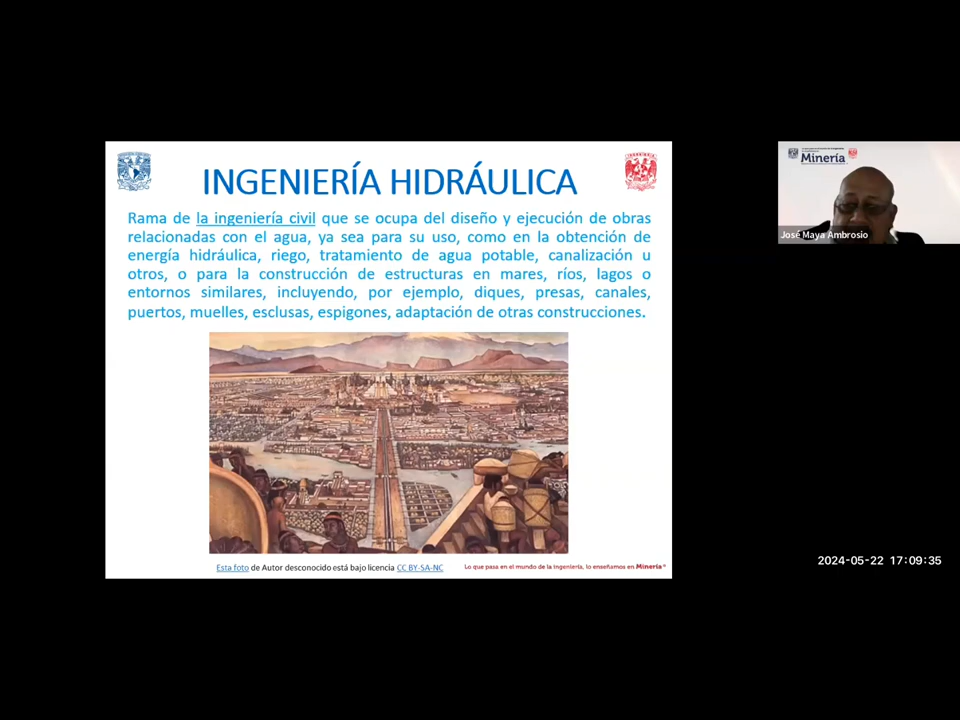 INGENIERÍA HIDRÁULICA
Rama de la ingeniería civil que se ocupa del diseño y ejecución de obras
relacionadas con el agua, ya sea para su uso, como en la obtención de
energía hidráulica, riego, tratamiento de agua potable, canalización u
otros, o para la construcción de estructuras en mares, ríos, lagos o
entornos similares, incluyendo, por ejemplo, diques, presas, canales,
puertos, muelles, esclusas, espigones, adaptación de otras construcciones.
Esta foto de Autor desconocido está bajo licencia CC BY-SA-NC
Lo que pasa en el mundo de la Ingeniería, lo enseñamos en Minería®
Minería
José Maya Ambrosio
2024-05-22 17:09:35